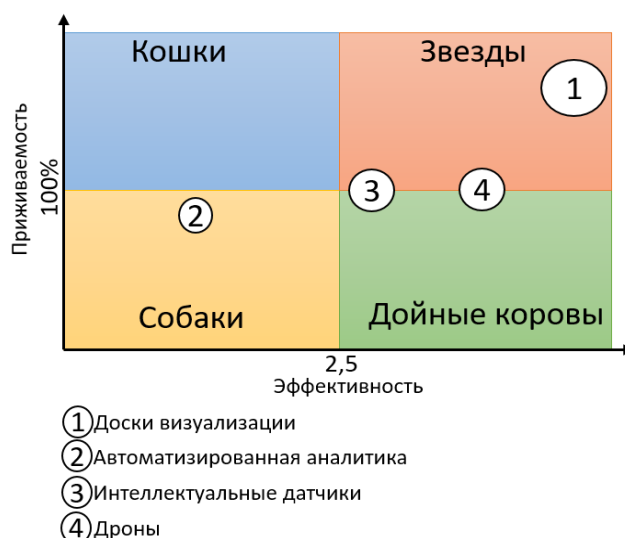 Кошки
Звезды
1
Приживаемость
100%
3
4
2
Собаки
Дойные коровы
2,5
Эффективность
1 Доски визуализации
2 Автоматизированная аналитика
3 Интеллектуальные датчики
4 Дроны